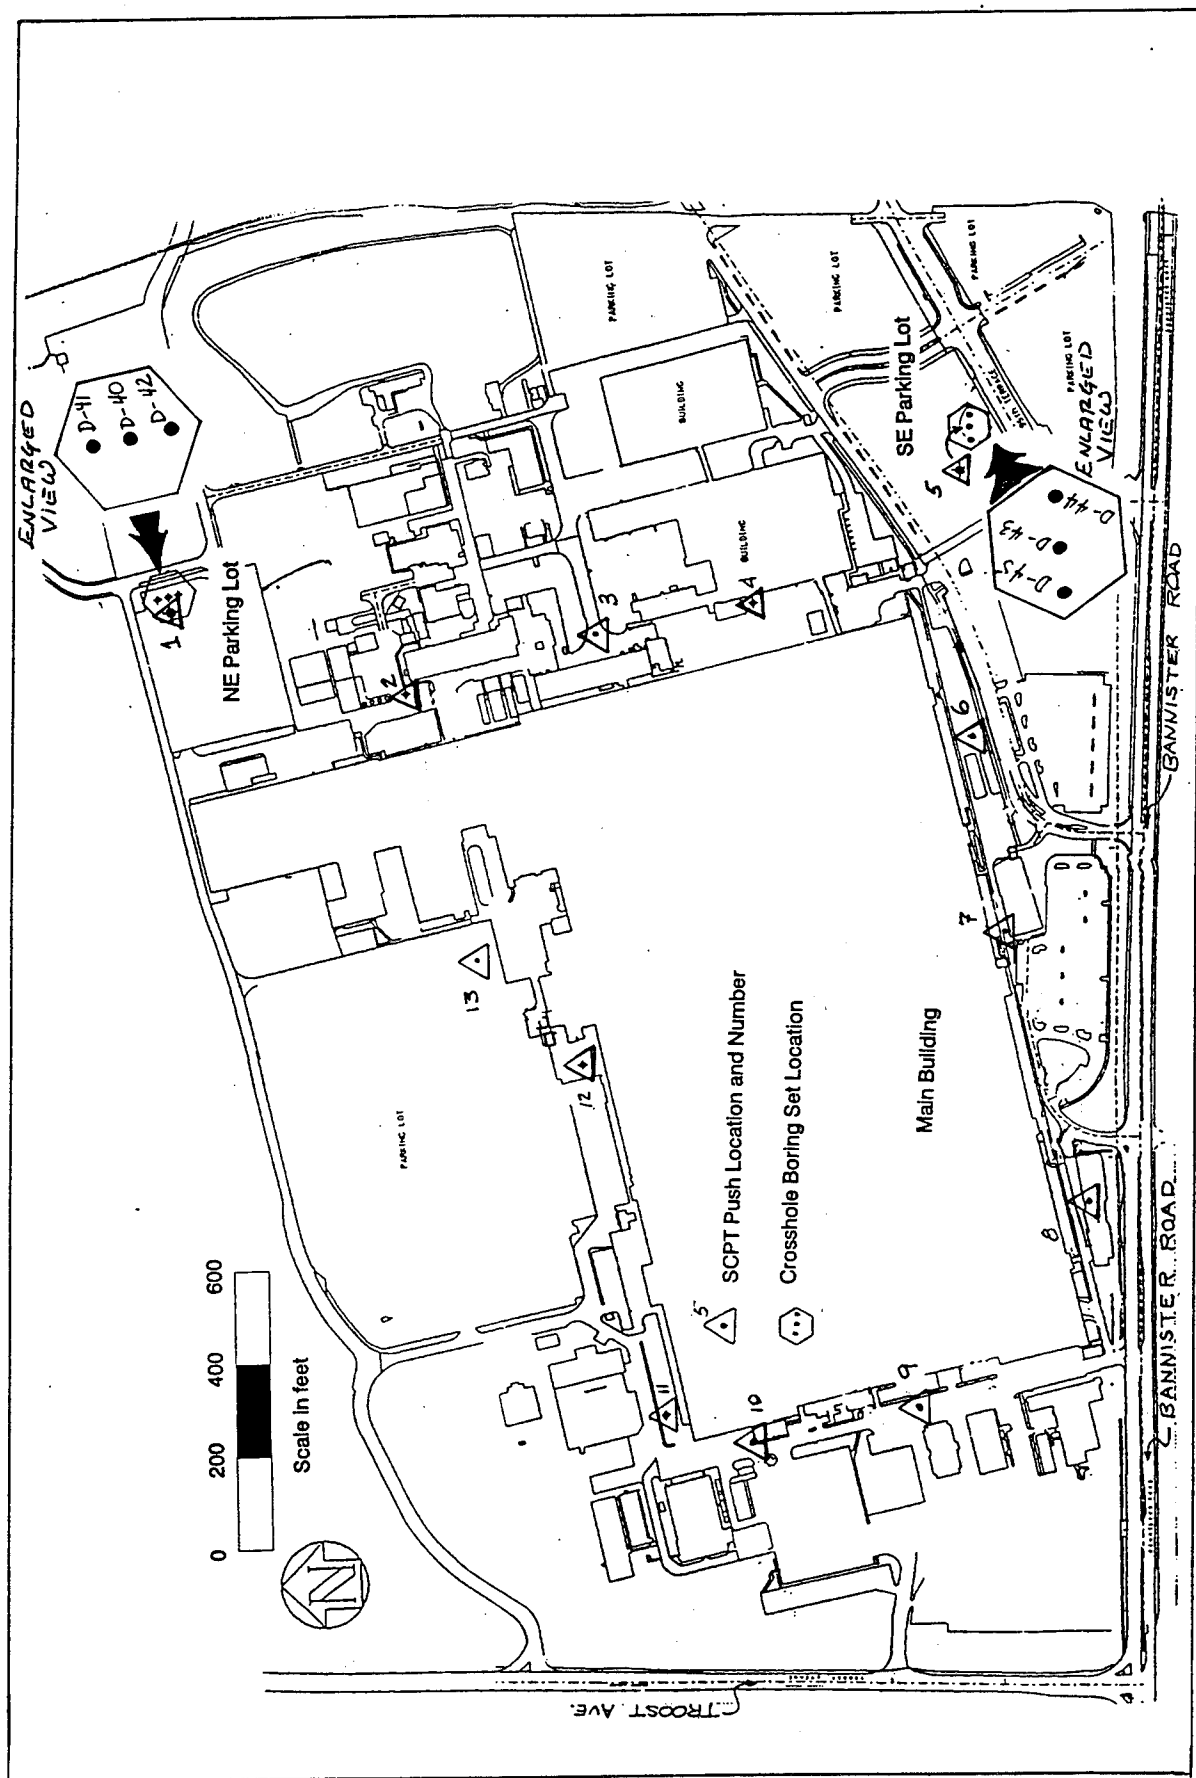 ENLARGED
VIEW
D-41
D-40
D-42
1
NE Parking Lot
2
3
4
BUILDING
BUILDING
PARKING LOT
PARKING LOT
PARKING LOT
PARKING LOT
SE Parking Lot
95TH TERRACE
5
ENLARGED
VIEW
D-45
D-43
D-44
6
7
8
9
10
11
12
13
PARKING LOT
Main Building
5
SCPT Push Location and Number
Crosshole Boring Set Location
0 200 400 600
Scale in feet
N
TROOST AVE.
BANNISTER ROAD
BANNISTER ROAD